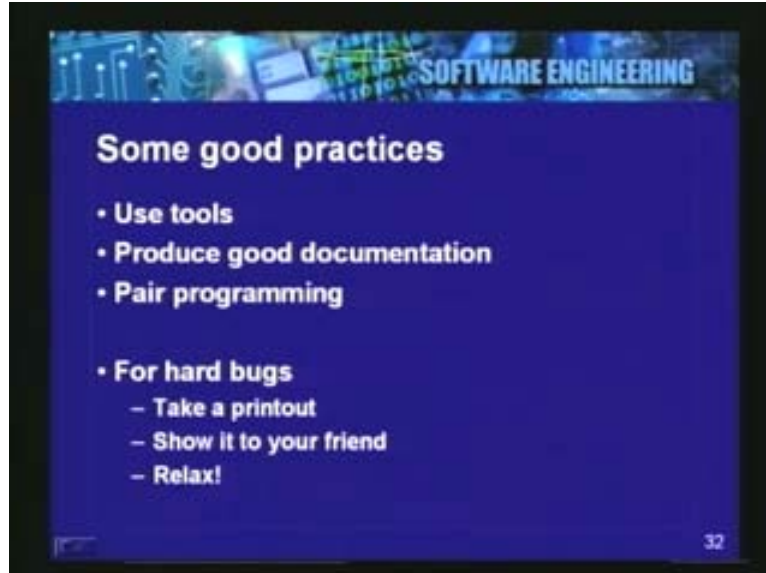 SOFTWARE ENGINEERING
Some good practices
• Use tools
• Produce good documentation
• Pair programming
• For hard bugs
– Take a printout
– Show it to your friend
– Relax!
32